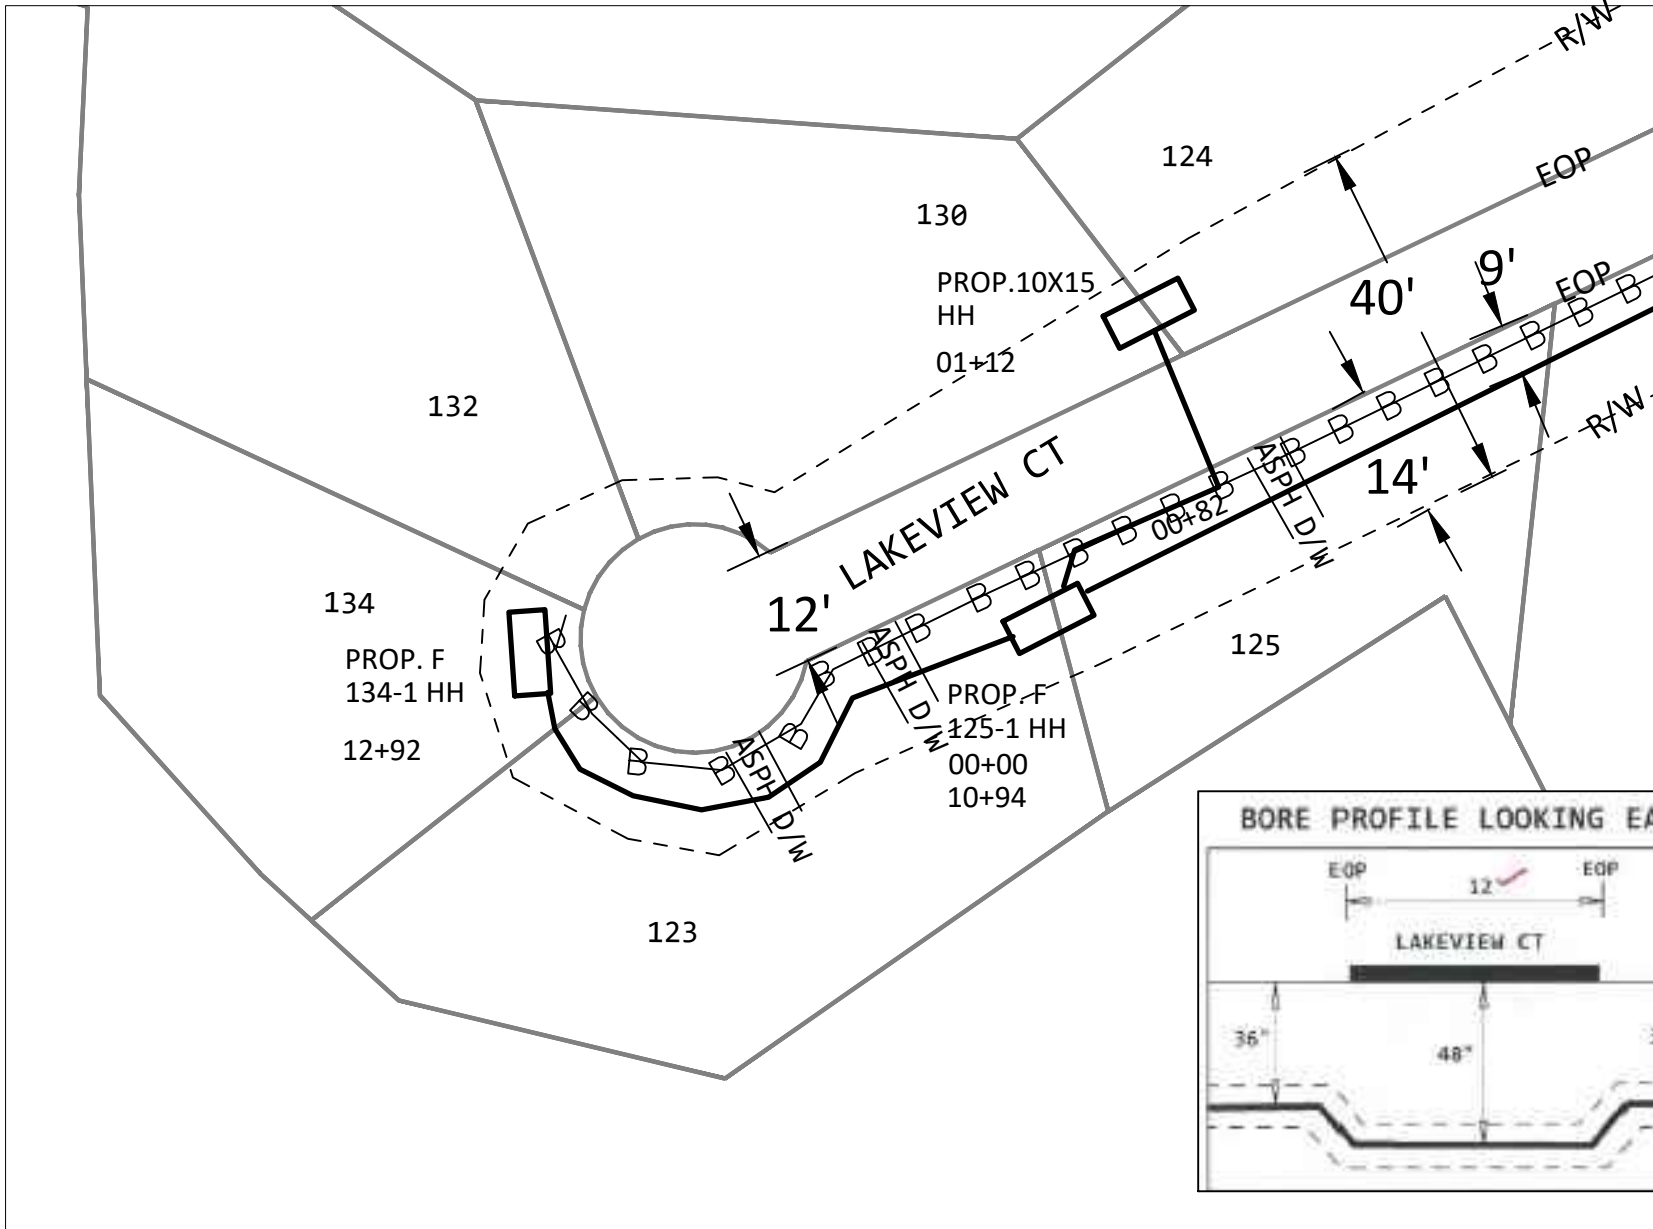 R/W
124
EOP
130
9'
PROP.10X15
HH
01+12
40'
EOP
132
R/W
LAKEVIEW CT
ASPH D/W
14'
00+82
B B B B B B B B B B B B B B B B B B B B B B B
134
12'
125
PROP. F
134-1 HH
12+92
ASPH D/W
PROP. F
125-1 HH
00+00
10+94
ASPH D/W
123
BORE PROFILE LOOKING EA
EOP
EOP
12
LAKEVIEW CT
36"
48"